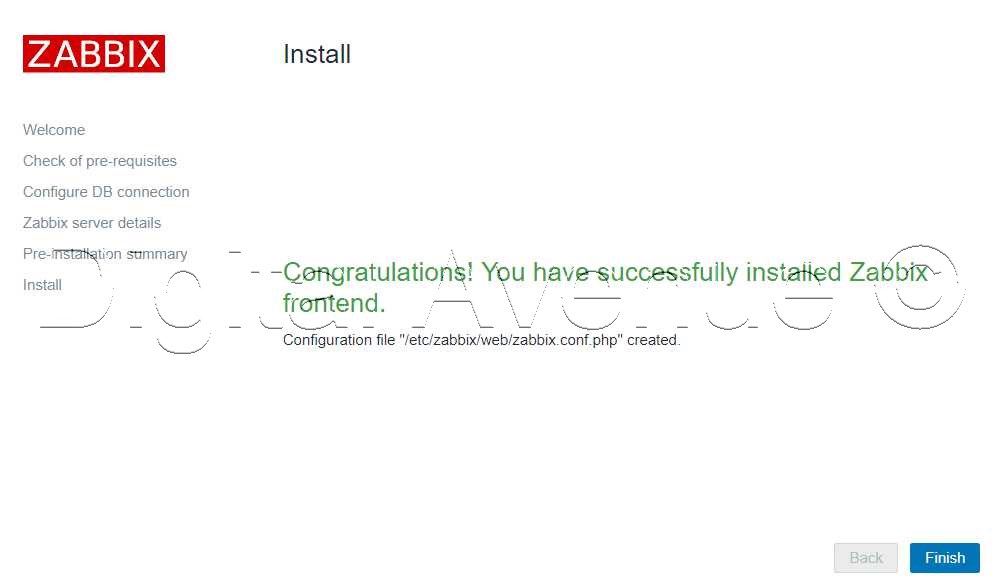 ZABBIX
Install
Welcome
Check of pre-requisites
Configure DB connection
Zabbix server details
Pre-installation summary
Install
Congratulations! You have successfully installed Zabbix
frontend.
Configuration file "/etc/zabbix/web/zabbix.conf.php" created.
Digital Avenue ©
Back
Finish